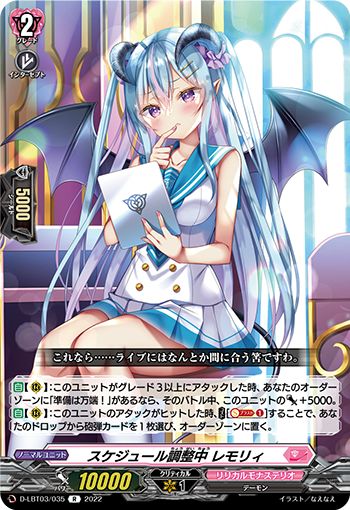 2
グレード
インターセプト
5000
シールド
これなら……ライブにはなんとか間に合う筈ですわ。
自【R】:このユニットがグレード3以上にアタックした時、あなたのオーダー
ゾーンに「準備は万端！」があるなら、そのバトル中、このユニットの+5000。
自【R】:このユニットのアタックがヒットした時、【ブラスト1】することで、あな
たのドロップから砲弾カードを1枚選び、オーダーゾーンに置く。
ノーマルユニット
スケジュール調整中 レモリィ
リリカルモナステリオ
パワー 10000
クリティカル
1
デーモン
D-LBT03/035 R 2022
イラスト/なえなえ